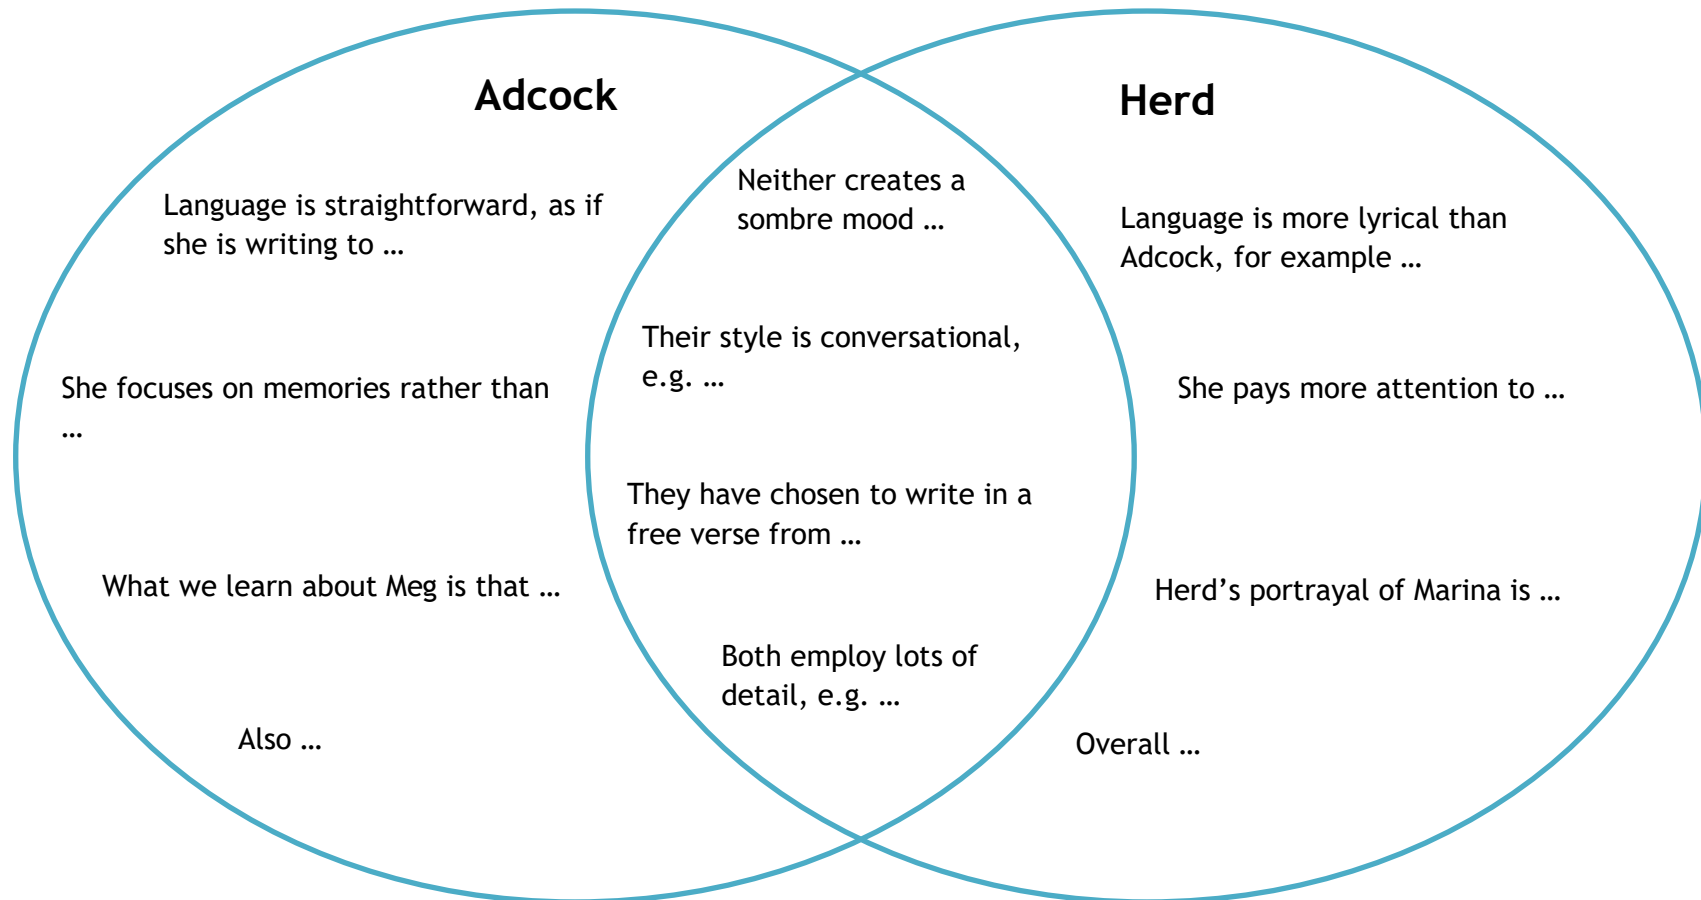 Adcock
Language is straightforward, as if
she is writing to …
She focuses on memories rather than
…
What we learn about Meg is that …
Also …
Neither creates a
sombre mood …
Their style is conversational,
e.g. …
They have chosen to write in a
free verse from …
Both employ lots of
detail, e.g. …
Herd
Language is more lyrical than
Adcock, for example …
She pays more attention to …
Herd’s portrayal of Marina is …
Overall …